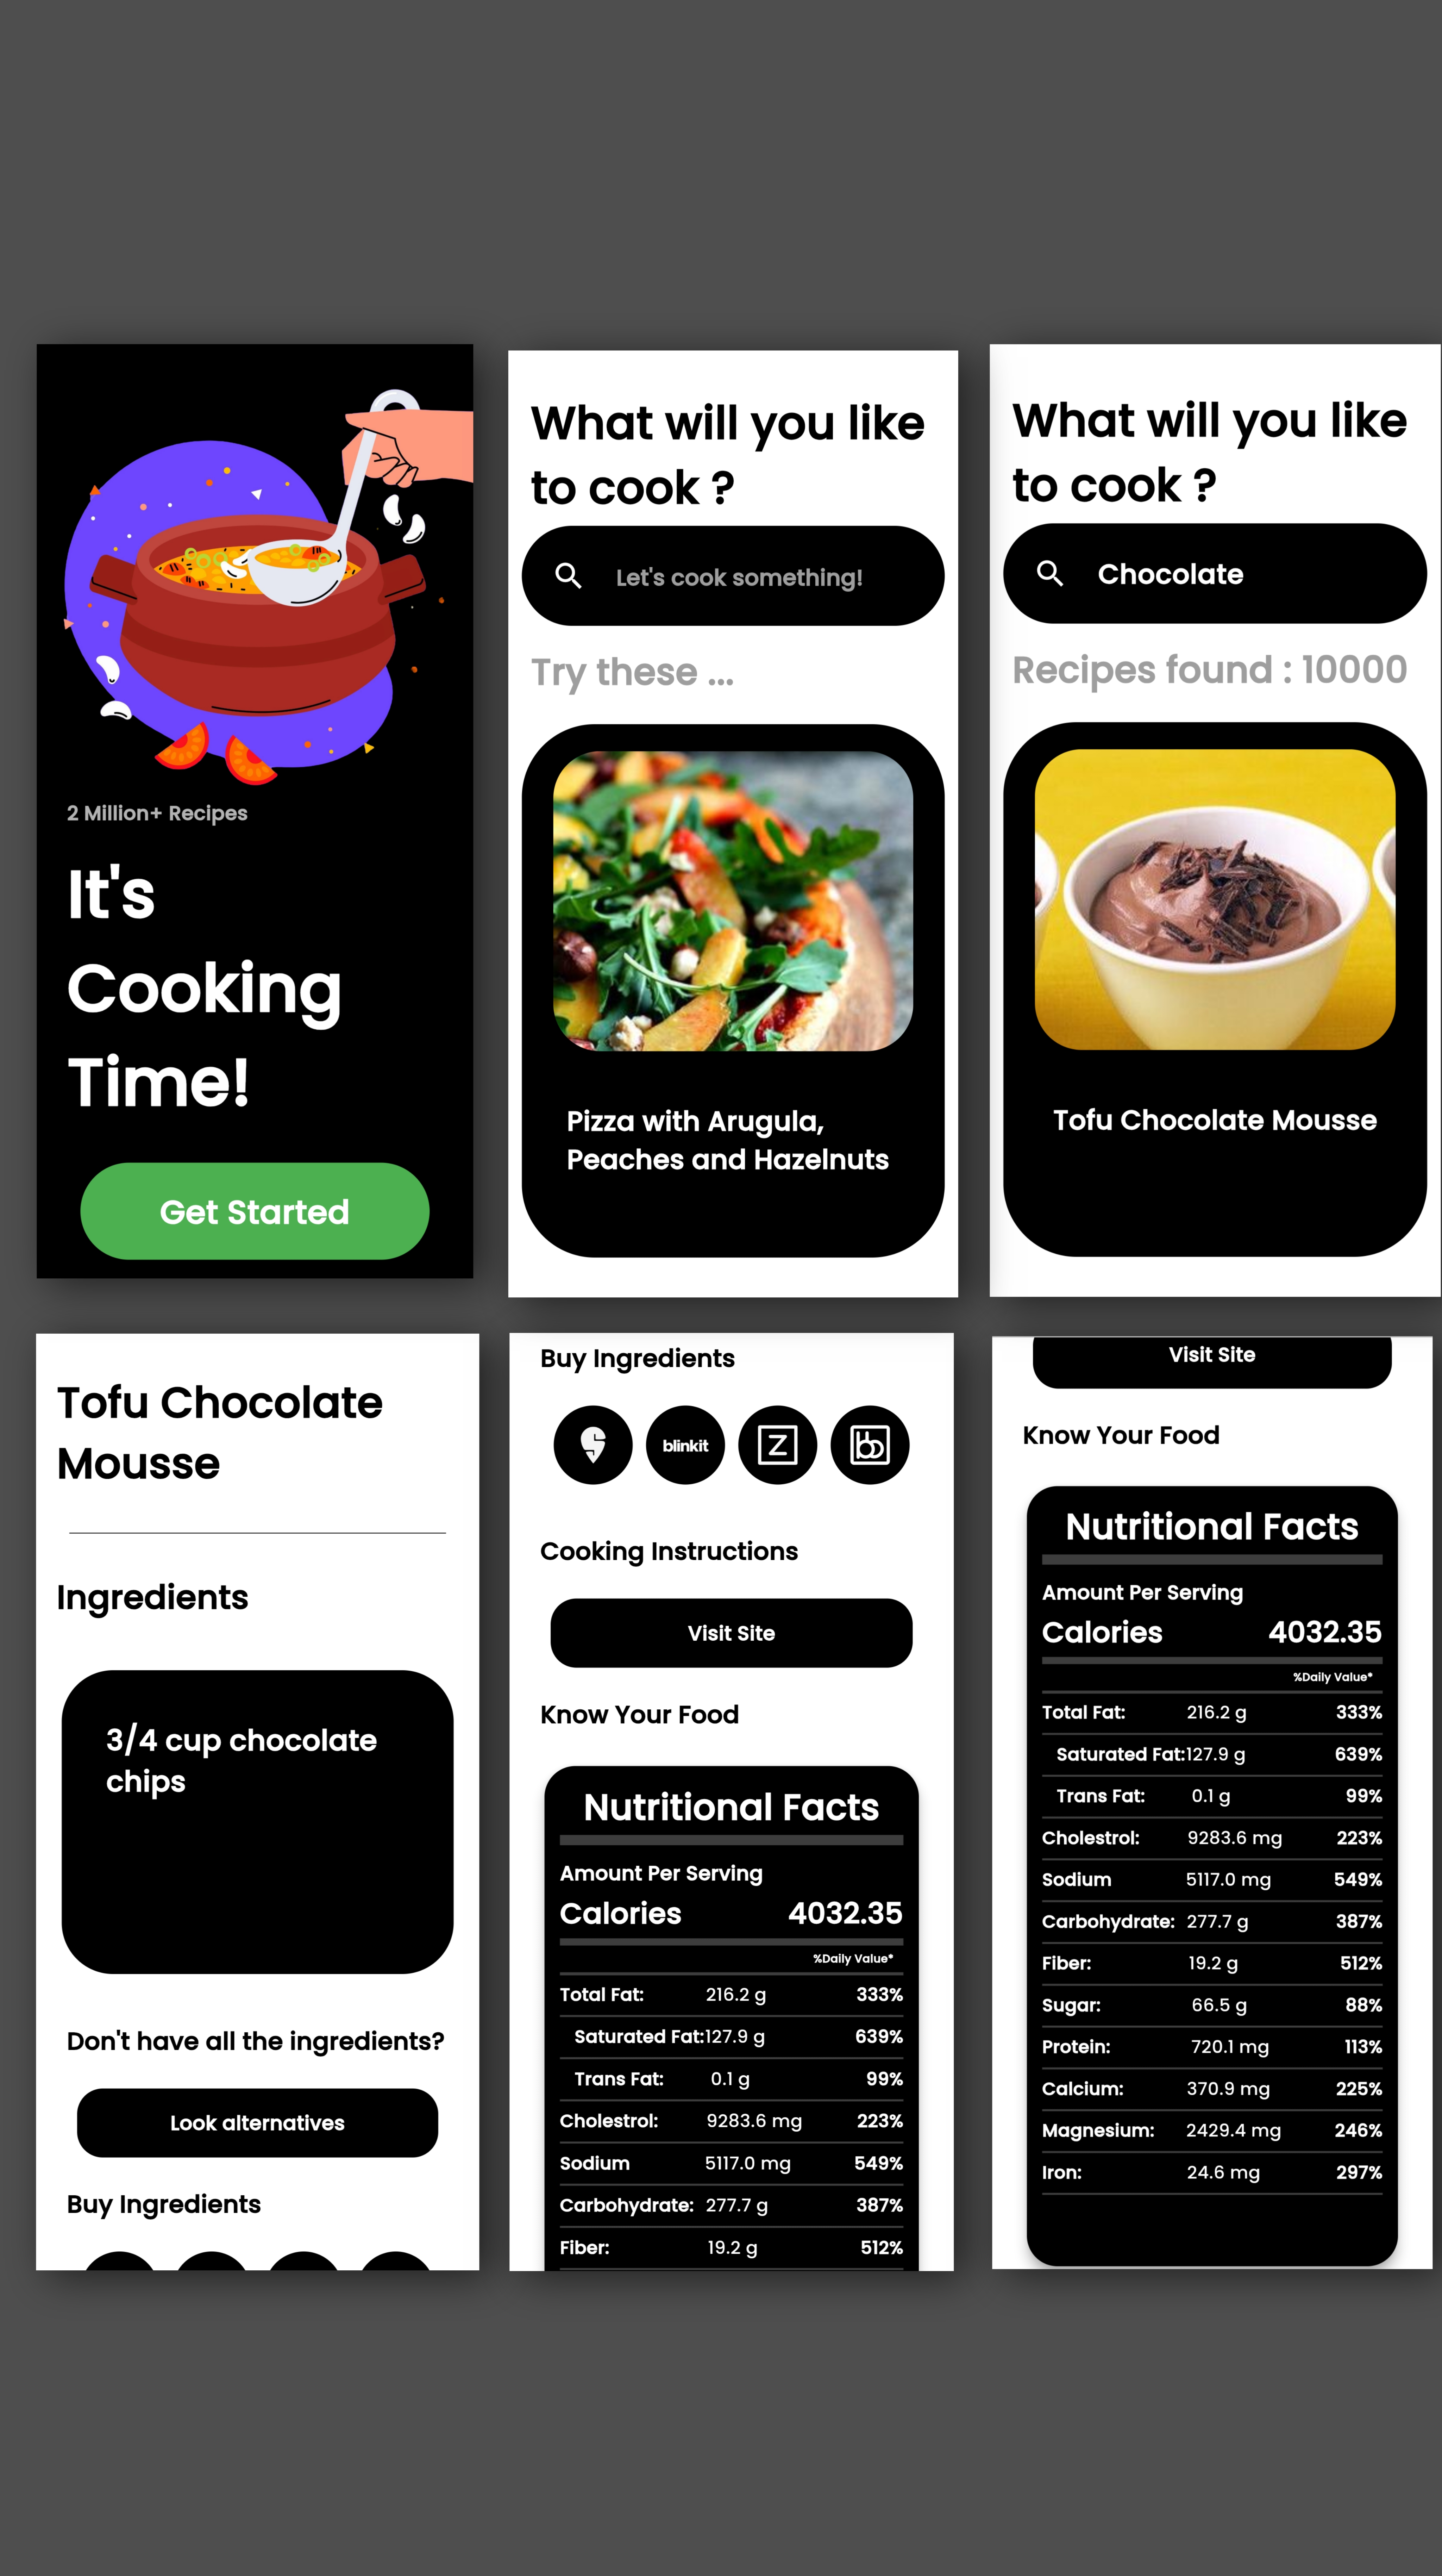 2 Million+ Recipes
It's
Cooking
Time!
Get Started
What will you like
to cook ?
Let's cook something!
Try these ...
Pizza with Arugula,
Peaches and Hazelnuts
What will you like
to cook ?
Chocolate
Recipes found : 10000
Tofu Chocolate Mousse
Tofu Chocolate
Mousse
Ingredients
3/4 cup chocolate
chips
Don't have all the ingredients?
Look alternatives
Buy Ingredients
Buy Ingredients
blinkit
Z
bb
Cooking Instructions
Visit Site
Know Your Food
Nutritional Facts
Amount Per Serving
Calories 4032.35
%Daily Value*
Total Fat: 216.2 g 333%
Saturated Fat:127.9 g 639%
Trans Fat: 0.1 g 99%
Cholestrol: 9283.6 mg 223%
Sodium 5117.0 mg 549%
Carbohydrate: 277.7 g 387%
Fiber: 19.2 g 512%
Visit Site
Know Your Food
Nutritional Facts
Amount Per Serving
Calories 4032.35
%Daily Value*
Total Fat: 216.2 g 333%
Saturated Fat:127.9 g 639%
Trans Fat: 0.1 g 99%
Cholestrol: 9283.6 mg 223%
Sodium 5117.0 mg 549%
Carbohydrate: 277.7 g 387%
Fiber: 19.2 g 512%
Sugar: 66.5 g 88%
Protein: 720.1 mg 113%
Calcium: 370.9 mg 225%
Magnesium: 2429.4 mg 246%
Iron: 24.6 mg 297%